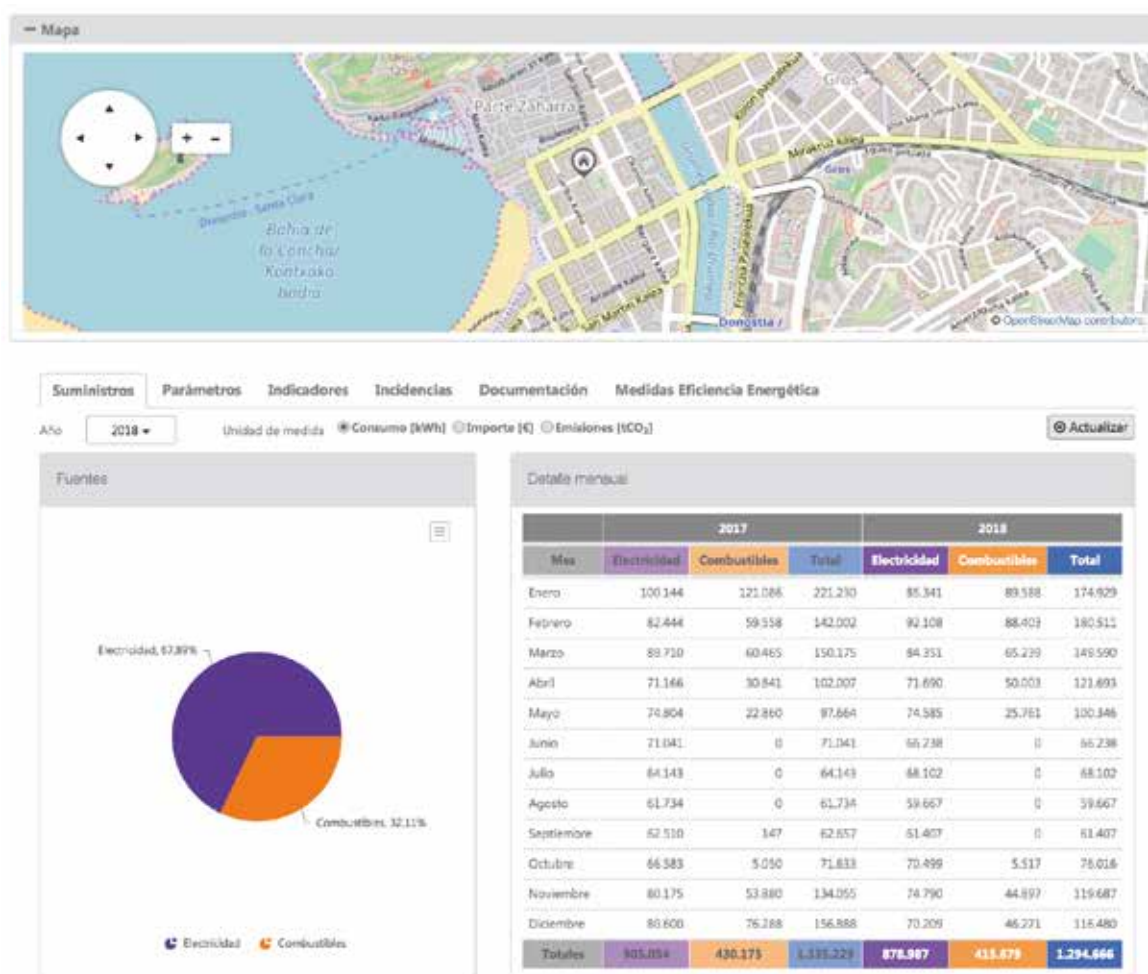 Mapa
Parte Zaharra
Gros
Boulevard
Mirakruz kalea
Gros
Donostia - Santa Clara
Bahía de
la Concha/
Kontxako
badia
San Martin Kalea
Donostia /
© OpenStreetMap contributors
Suministros Parámetros Indicadores Incidencias Documentación Medidas Eficiencia Energética
Año 2018 Unidad de medida Consumo [kWh] Importe [€] Emisiones [tCO₂] Actualizar
Fuentes
Electricidad, 67,89%
Combustibles, 32,11%
Electricidad Combustibles
Detalle mensual
2017 2018
Mes Electricidad Combustibles Total Electricidad Combustibles Total
Enero 100.144 121.086 221.230 85.341 89.588 174.929
Febrero 82.444 59.558 142.002 92.108 88.403 180.511
Marzo 89.710 60.465 150.175 84.351 65.239 149.590
Abril 71.166 30.841 102.007 71.690 50.003 121.693
Mayo 74.804 22.860 97.664 74.585 25.761 100.346
Junio 71.041 0 71.041 66.238 0 66.238
Julio 64.143 0 64.143 68.102 0 68.102
Agosto 61.734 0 61.734 59.667 0 59.667
Septiembre 62.510 147 62.657 61.407 0 61.407
Octubre 66.583 5.050 71.633 70.499 5.517 76.016
Noviembre 80.175 53.880 134.055 74.790 44.897 119.687
Diciembre 80.600 76.288 156.888 70.209 46.271 116.480
Totales 905.054 430.175 1.335.229 878.987 415.679 1.294.666